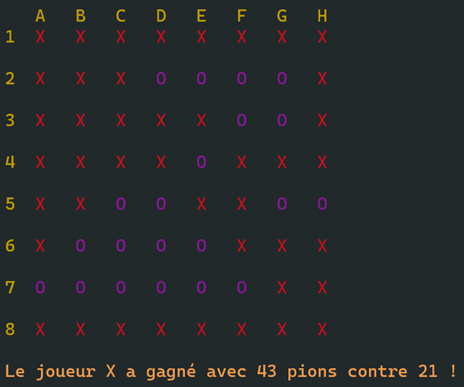 A B C D E F G H
1 X X X X X X X X
2 X X X O O O O X
3 X X X X X O O X
4 X X X X O X X X
5 X X O O X X O O
6 X O O O O X X X
7 O O O O O O X X
8 X X X X X X X X
Le joueur X a gagné avec 43 pions contre 21 !